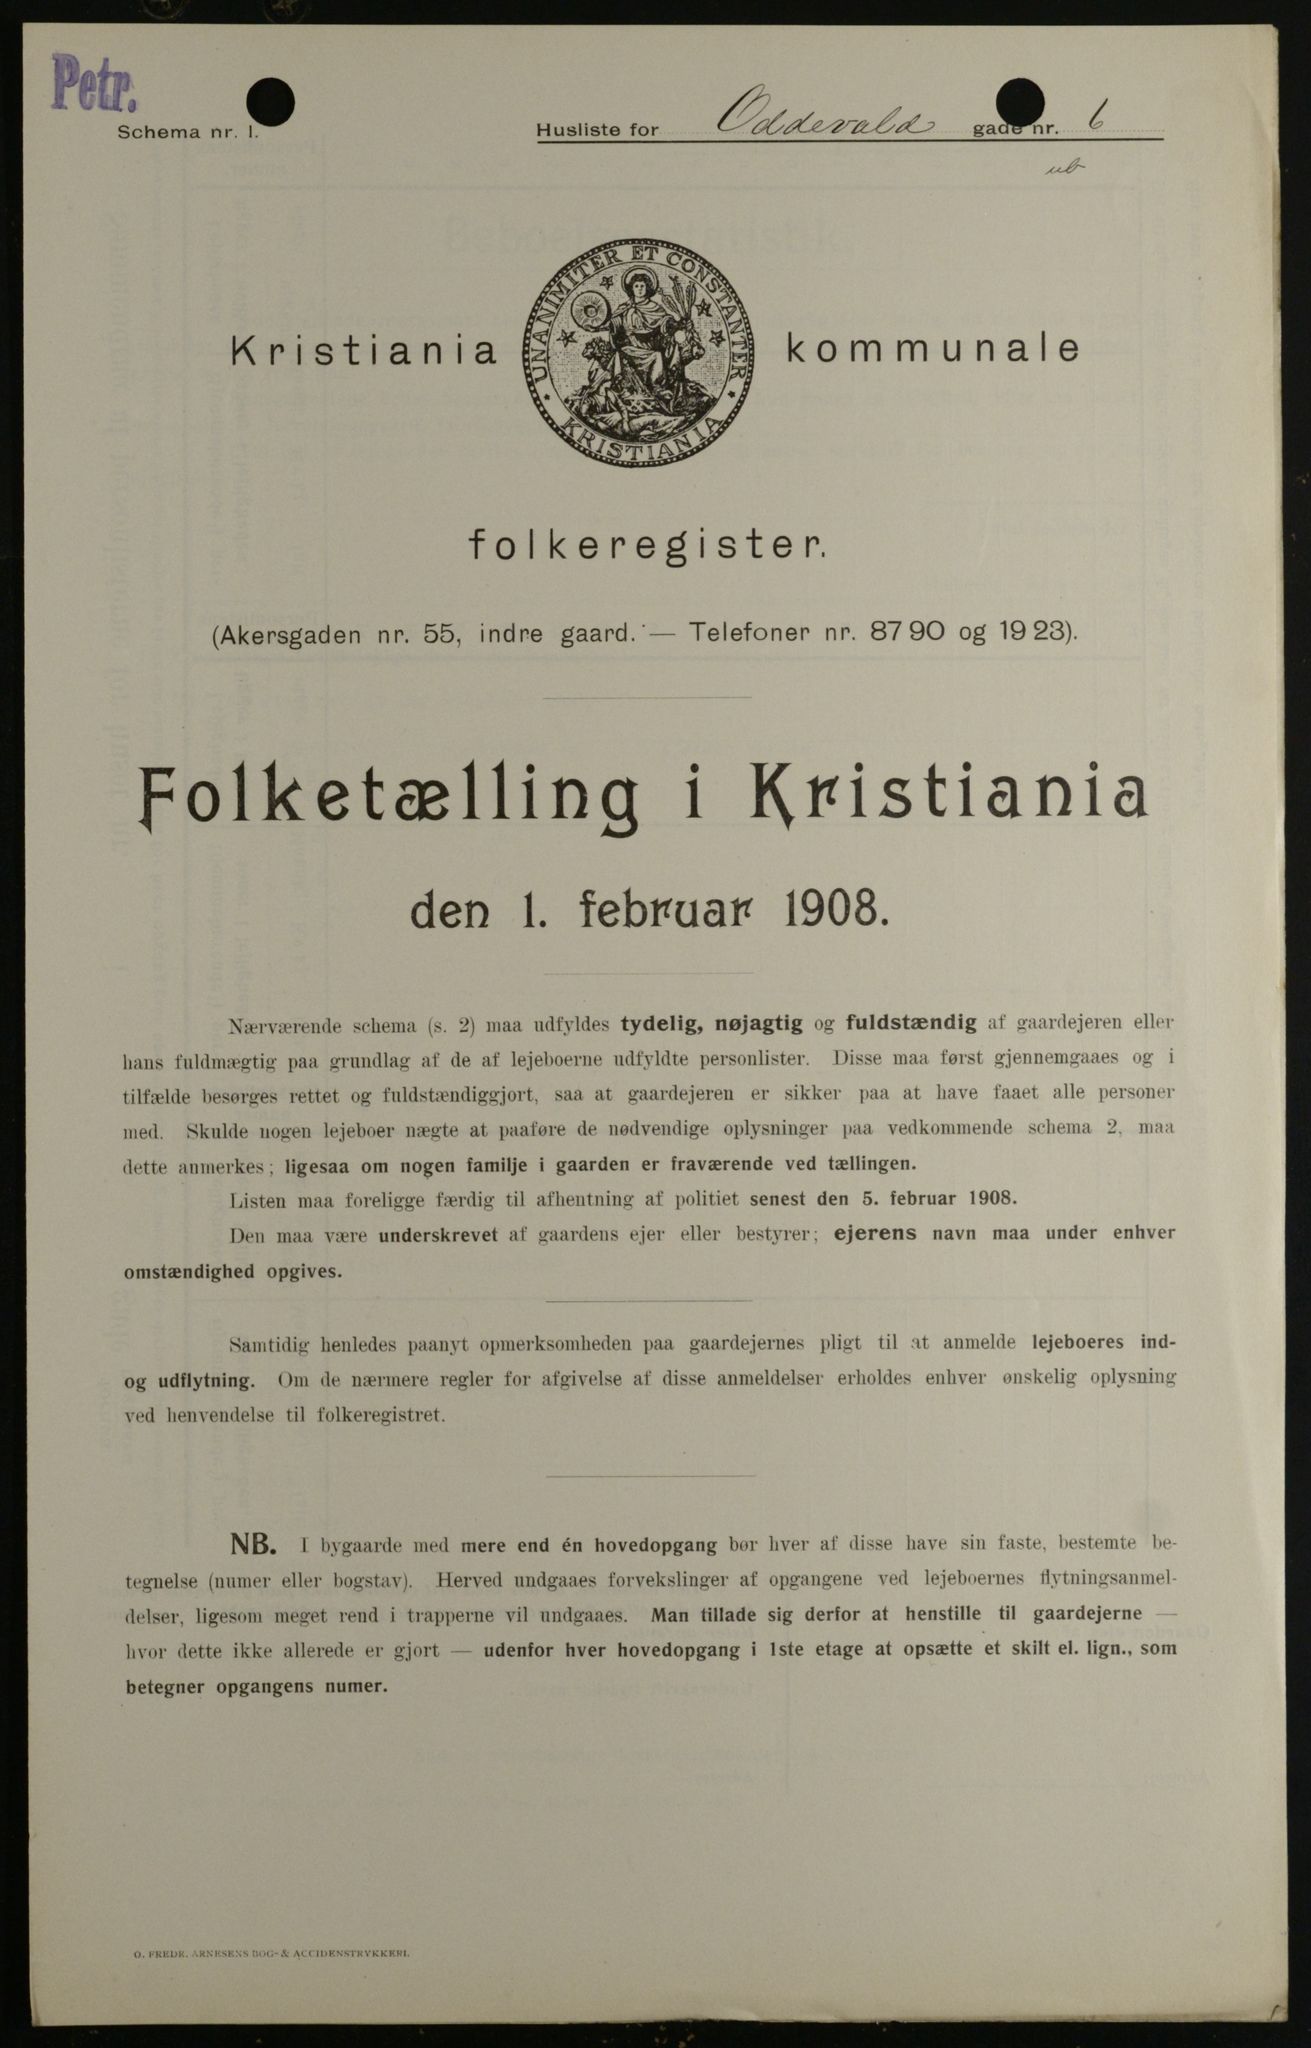 Petr.
Schema nr. 1.
Husliste for Oddevald gade nr. 6
ub
UNANIMITER ET CONSTANTER
KRISTIANIA
Kristiania kommunale
folkeregister.
(Akersgaden nr. 55, indre gaard. — Telefoner nr. 8790 og 1923).
Folketælling i Kristiania
den 1. februar 1908.
Nærværende schema (s. 2) maa udfyldes tydelig, nøjagtig og fuldstændig af gaardejeren eller
hans fuldmægtig paa grundlag af de af lejeboerne udfyldte personlister. Disse maa først gjennemgaaes og i
tilfælde besørges rettet og fuldstændiggjort, saa at gaardejeren er sikker paa at have faaet alle personer
med. Skulde nogen lejeboer nægte at paaføre de nødvendige oplysninger paa vedkommende schema 2, maa
dette anmerkes; ligesaa om nogen familje i gaarden er fraværende ved tællingen.
Listen maa foreligge færdig til afhentning af politiet senest den 5. februar 1908.
Den maa være underskrevet af gaardens ejer eller bestyrer; ejerens navn maa under enhver
omstændighed opgives.
Samtidig henledes paanyt opmerksomheden paa gaardejernes pligt til at anmelde lejeboeres ind-
og udflytning. Om de nærmere regler for afgivelse af disse anmeldelser erholdes enhver ønskelig oplysning
ved henvendelse til folkeregistret.
NB. I bygaarde med mere end én hovedopgang bør hver af disse have sin faste, bestemte be-
tegnelse (numer eller bogstav). Herved undgaaes forvekslinger af opgangene ved lejeboernes flytningsanmel-
delser, ligesom meget rend i trapperne vil undgaaes. Man tillade sig derfor at henstille til gaardejerne —
hvor dette ikke allerede er gjort — udenfor hver hovedopgang i 1ste etage at opsætte et skilt el. lign., som
betegner opgangens numer.
O. FREDR. ARNESENS BOG- & ACCIDENSTRYKKERI.